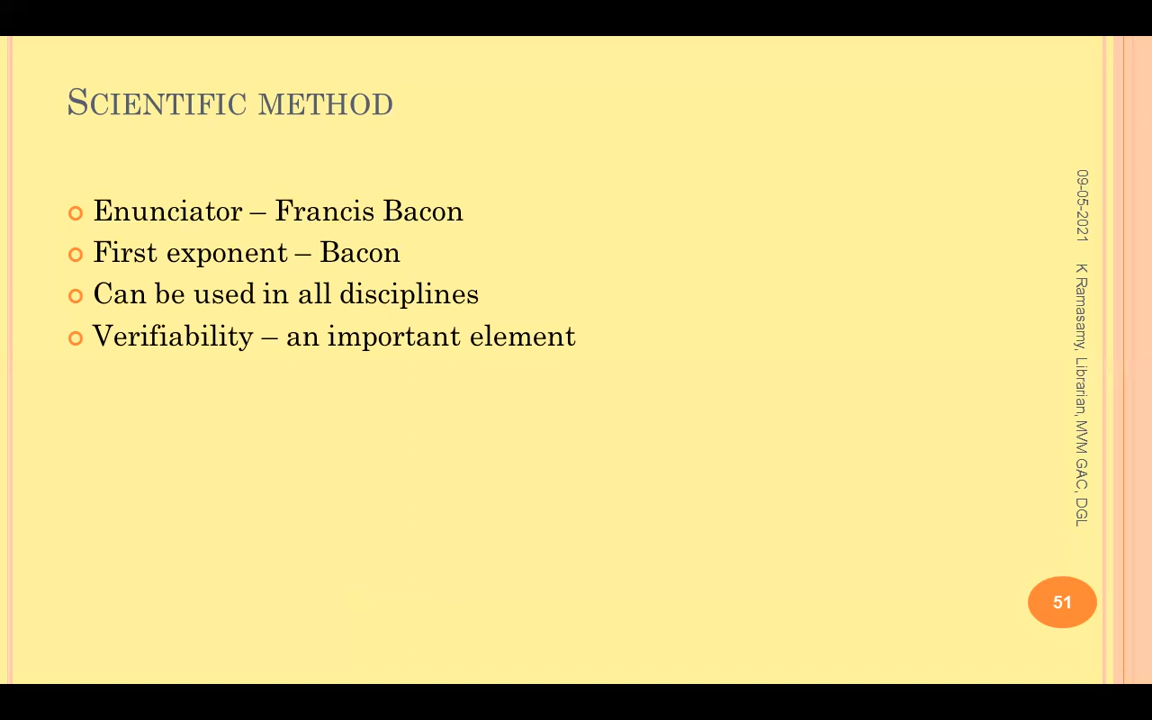 SCIENTIFIC METHOD
Enunciator – Francis Bacon
First exponent – Bacon
Can be used in all disciplines
Verifiability – an important element
09-05-2021 K Ramasamy, Librarian, MVM GAC, DGL
51